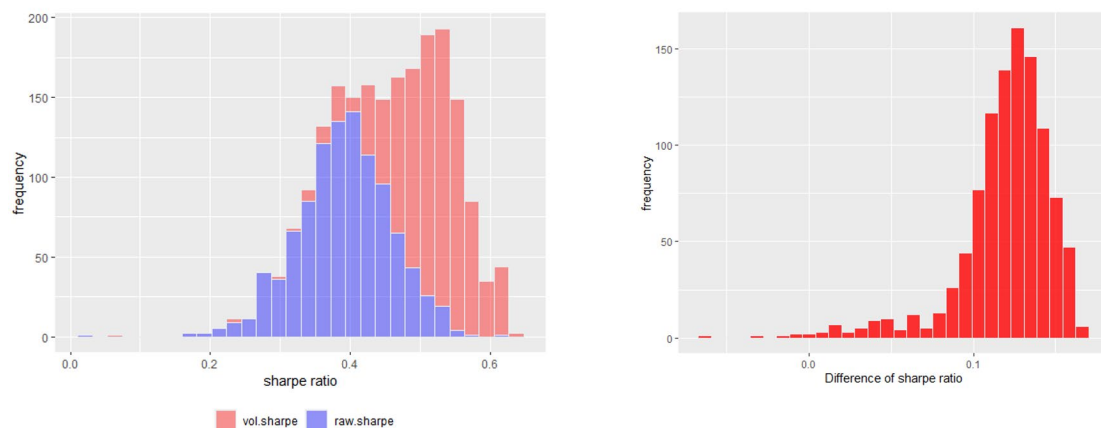 200
150
100
50
0
frequency
0.0 0.2 0.4 0.6
sharpe ratio
vol.sharpe raw.sharpe
150
100
50
0
frequency
0.0 0.1
Difference of sharpe ratio